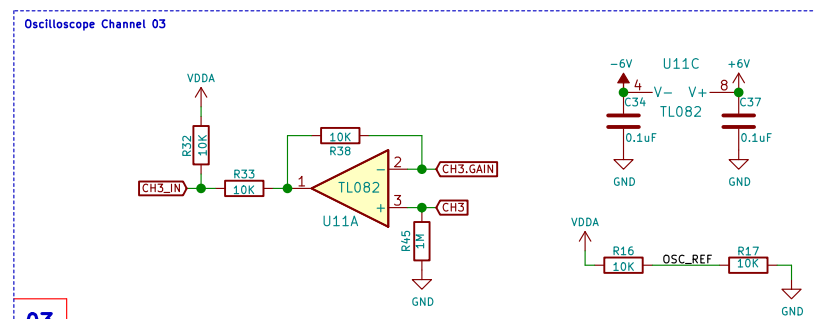 Oscilloscope Channel 03
VDDA
R32
10K
CH3_IN
R33
10K
10K
R38
1
2
3
-
+
TL082
U11A
CH3.GAIN
CH3
R45
1M
GND
-6V
U11C
+6V
4
V-
V+
8
C34
TL082
C37
0.1uF
0.1uF
GND
GND
VDDA
R16
10K
OSC_REF
R17
10K
GND